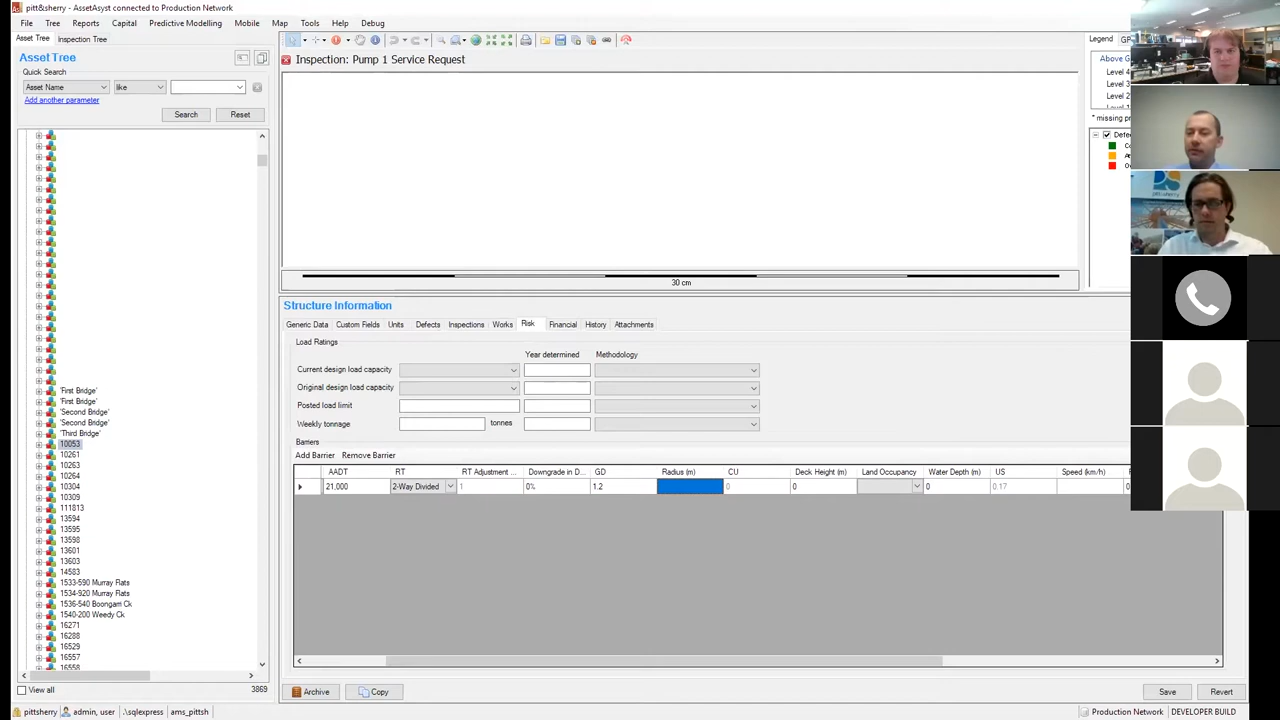 pitt&sherry - AssetAsyst connected to Production Network
File Tree Reports Capital Predictive Modelling Mobile Map Tools Help Debug
Asset Tree Inspection Tree
Asset Tree
Quick Search
Asset Name like
Add another parameter
Search Reset
'First Bridge'
'First Bridge'
'Second Bridge'
'Second Bridge'
'Third Bridge'
10053
10261
10263
10264
10304
10309
111813
13594
13595
13598
13601
13603
14583
1533-590 Murray Flats
1534-920 Murray Flats
1536-540 Boongarn Ck
1540-200 Weedy Ck
16271
16288
16529
16557
16558
View all 3869
Inspection: Pump 1 Service Request
30 cm
Legend
Above G
Level 4
Level 3
Level 2
* missing pr
Defe
Structure Information
Generic Data Custom Fields Units Defects Inspections Works Risk Financial History Attachments
Load Ratings
Year determined Methodology
Current design load capacity
Original design load capacity
Posted load limit
Weekly tonnage tonnes
Barriers
Add Barrier Remove Barrier
AADT RT RT Adjustment ... Downgrade in D... GD Radius (m) CU Deck Height (m) Land Occupancy Water Depth (m) US Speed (km/h)
21,000 2-Way Divided 1 0% 1.2 0 0 0 0.17
Archive Copy Save Revert
pittsherry admin, user .\sqlexpress ams_pittsh Production Network DEVELOPER BUILD